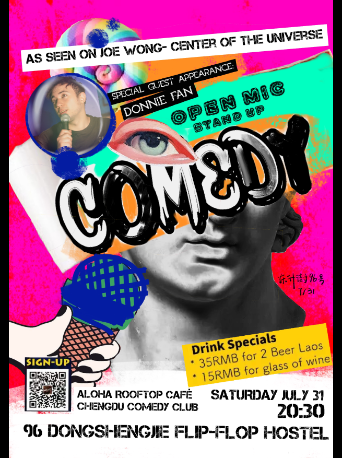 AS SEEN ON JOE WONG- CENTER OF THE UNIVERSE
SPECIAL GUEST APPEARANCE:
DONNIE FAN
OPEN MIC
STAND UP
COMEDY
7/31
Drink Specials
* 35RMB for 2 Beer Laos
* 15RMB for glass of wine
SIGN-UP
ALOHA ROOFTOP CAFÉ
CHENGDU COMEDY CLUB
SATURDAY JULY 31
20:30
96 DONGSHENGJIE FLIP-FLOP HOSTEL